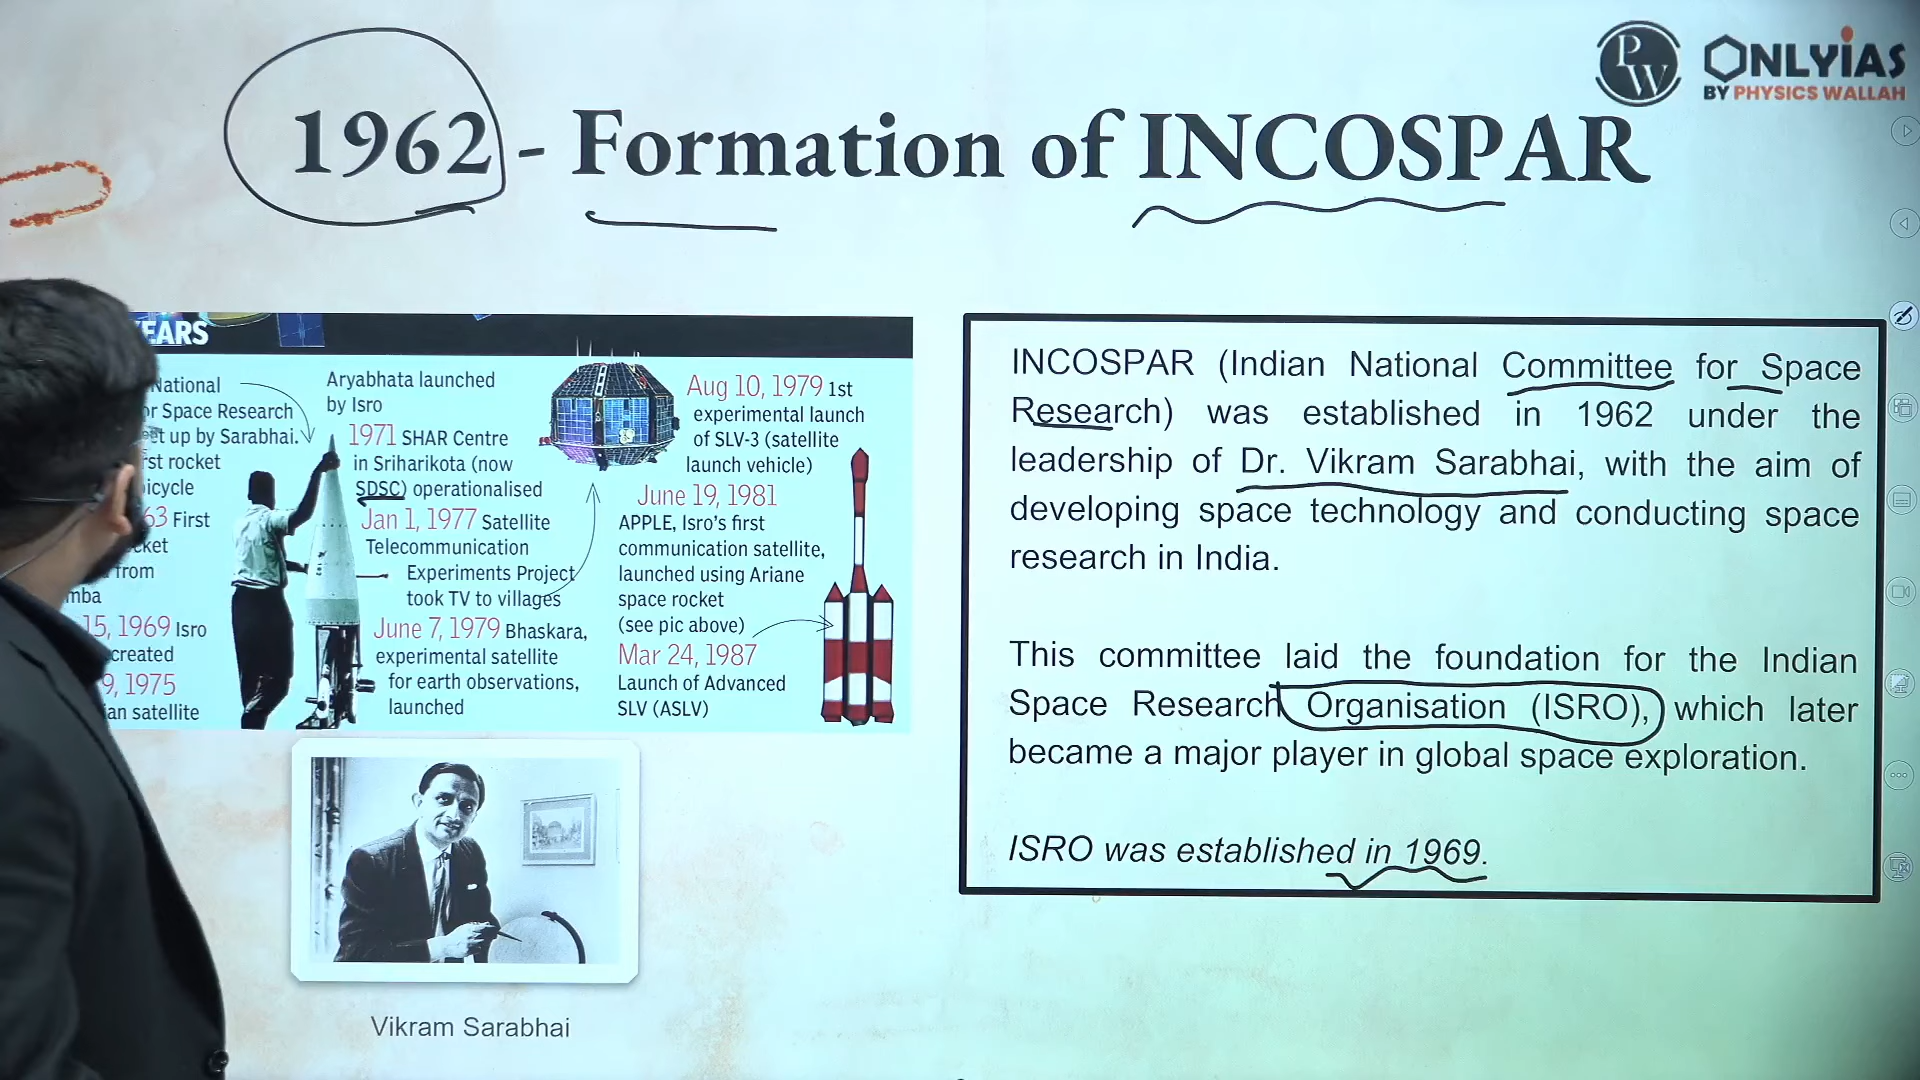 PW
ONLYIAS
BY PHYSICS WALLAH
1962 - Formation of INCOSPAR
EARS
National
or Space Research
et up by Sarabhai.
rst rocket
icycle
63 First
cket
from
mba
15, 1969 Isro
created
9, 1975
ian satellite
Aryabhata launched
by Isro
1971 SHAR Centre
in Sriharikota (now
SDSC) operationalised
Jan 1, 1977 Satellite
Telecommunication
Experiments Project
took TV to villages
June 7, 1979 Bhaskara,
experimental satellite
for earth observations,
launched
Aug 10, 1979 1st
experimental launch
of SLV-3 (satellite
launch vehicle)
June 19, 1981
APPLE, Isro's first
communication satellite,
launched using Ariane
space rocket
(see pic above)
Mar 24, 1987
Launch of Advanced
SLV (ASLV)
INCOSPAR (Indian National Committee for Space
Research) was established in 1962 under the
leadership of Dr. Vikram Sarabhai, with the aim of
developing space technology and conducting space
research in India.
This committee laid the foundation for the Indian
Space Research Organisation (ISRO), which later
became a major player in global space exploration.
ISRO was established in 1969.
Vikram Sarabhai